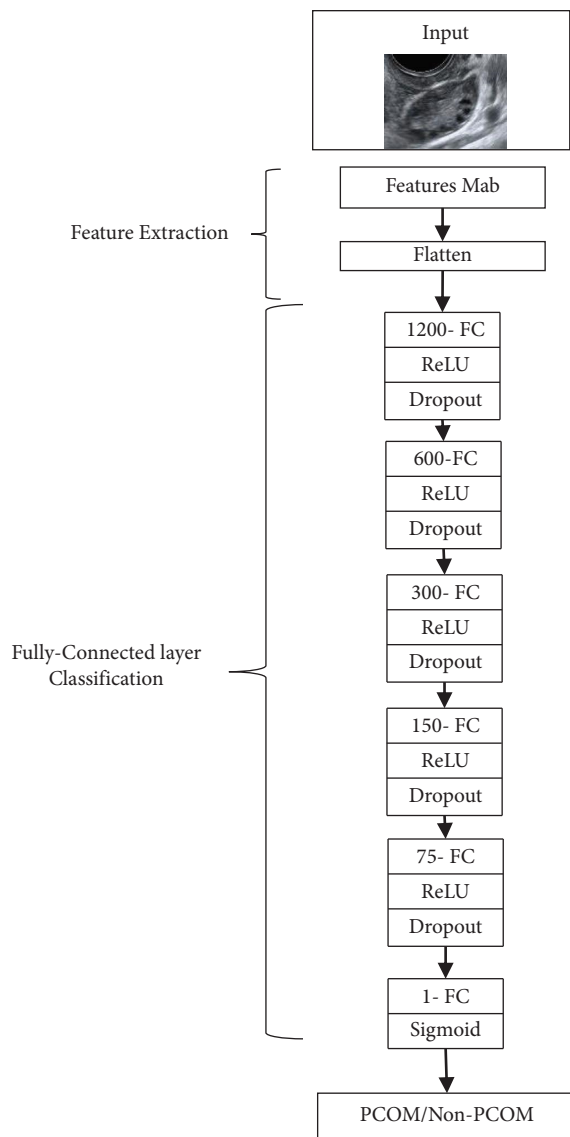 Input
Features Mab
Feature Extraction
Flatten
1200- FC
ReLU
Dropout
600-FC
ReLU
Dropout
300- FC
ReLU
Dropout
Fully-Connected layer
Classification
150- FC
ReLU
Dropout
75- FC
ReLU
Dropout
1- FC
Sigmoid
PCOM/Non-PCOM